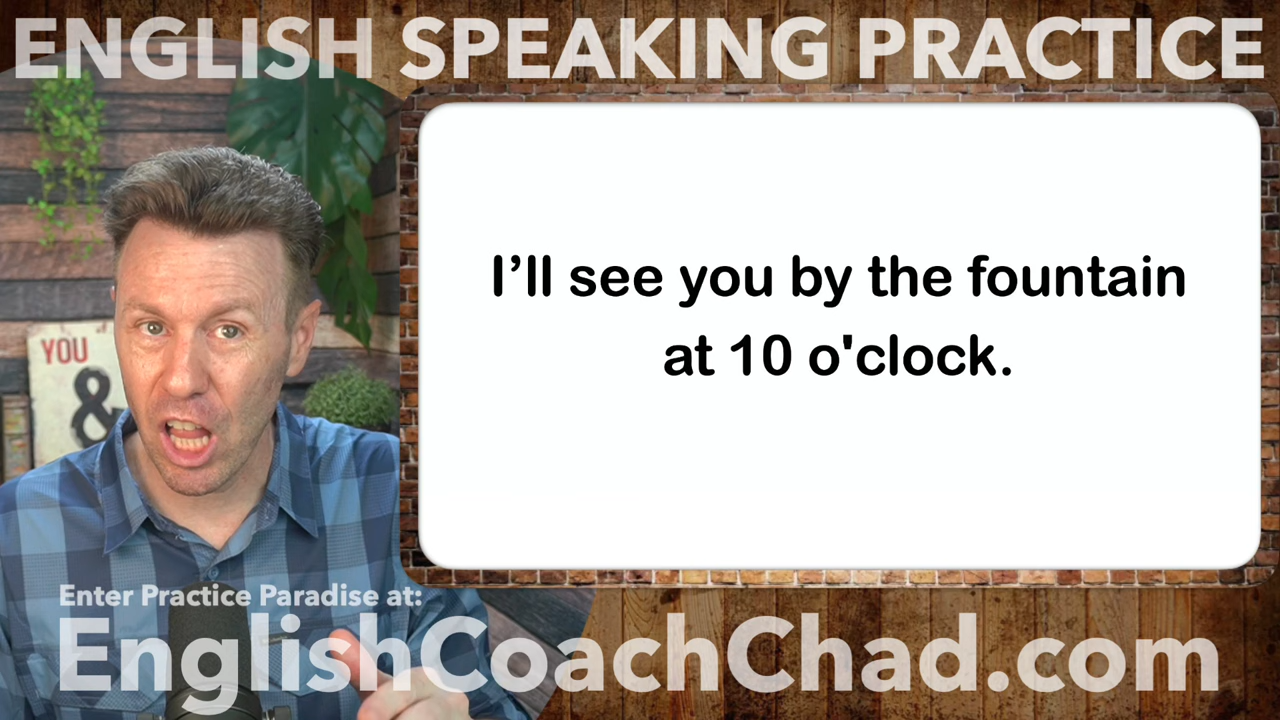 ENGLISH SPEAKING PRACTICE
YOU
&
I’ll see you by the fountain
at 10 o'clock.
Enter Practice Paradise at:
EnglishCoachChad.com